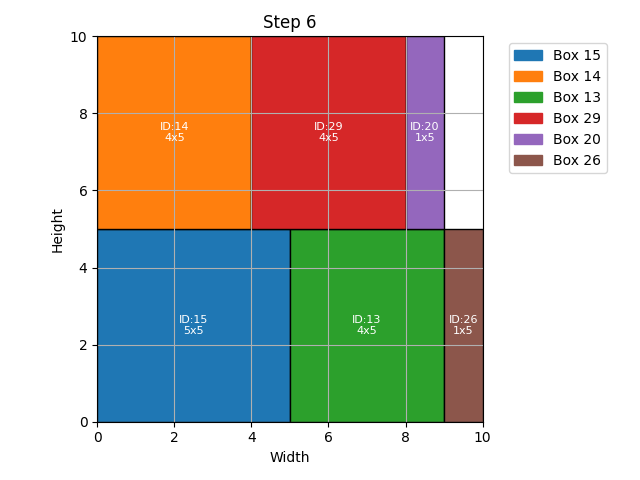 Step 6
Height
10
8
6
4
2
0
ID:14
4x5
ID:29
4x5
ID:20
1x5
ID:15
5x5
ID:13
4x5
ID:26
1x5
0 2 4 6 8 10
Width
Box 15
Box 14
Box 13
Box 29
Box 20
Box 26